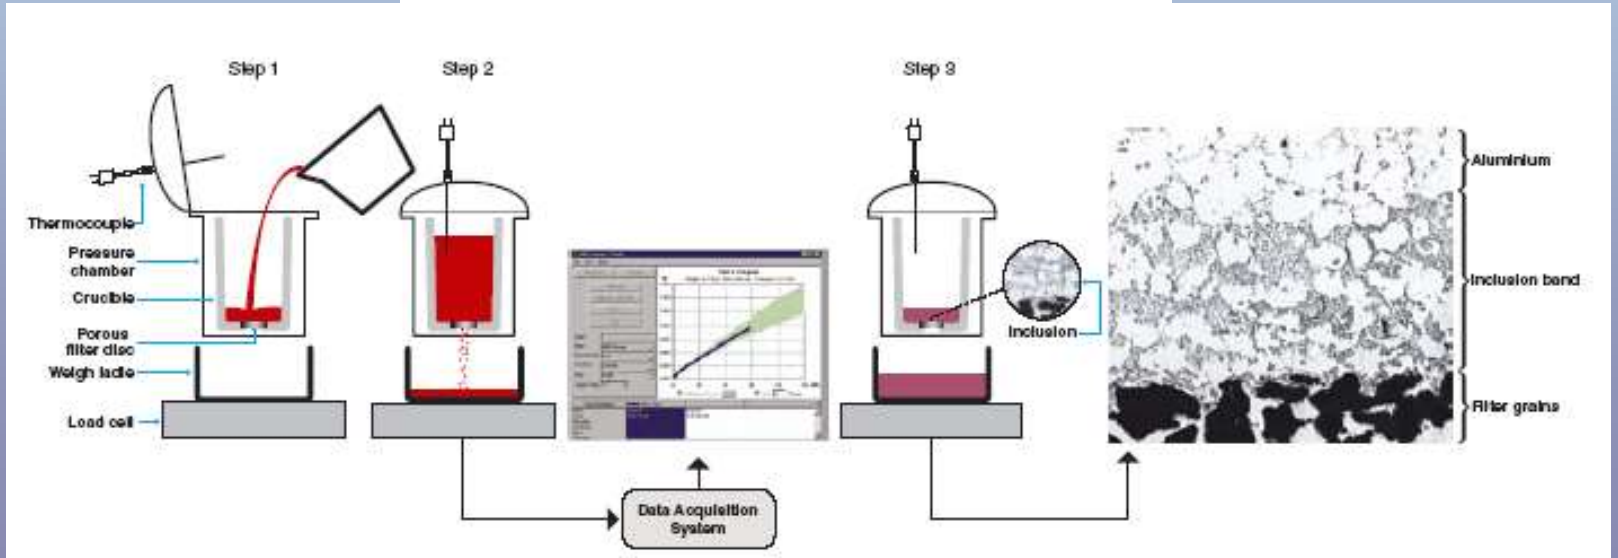 Step 1
Step 2
Step 3
Thermocouple
Pressure
chamber
Crucible
Porous
filter disc
Weigh ladle
Load cell
Data Acquisition
System
Inclusion
Aluminium
Inclusion band
Filter grains